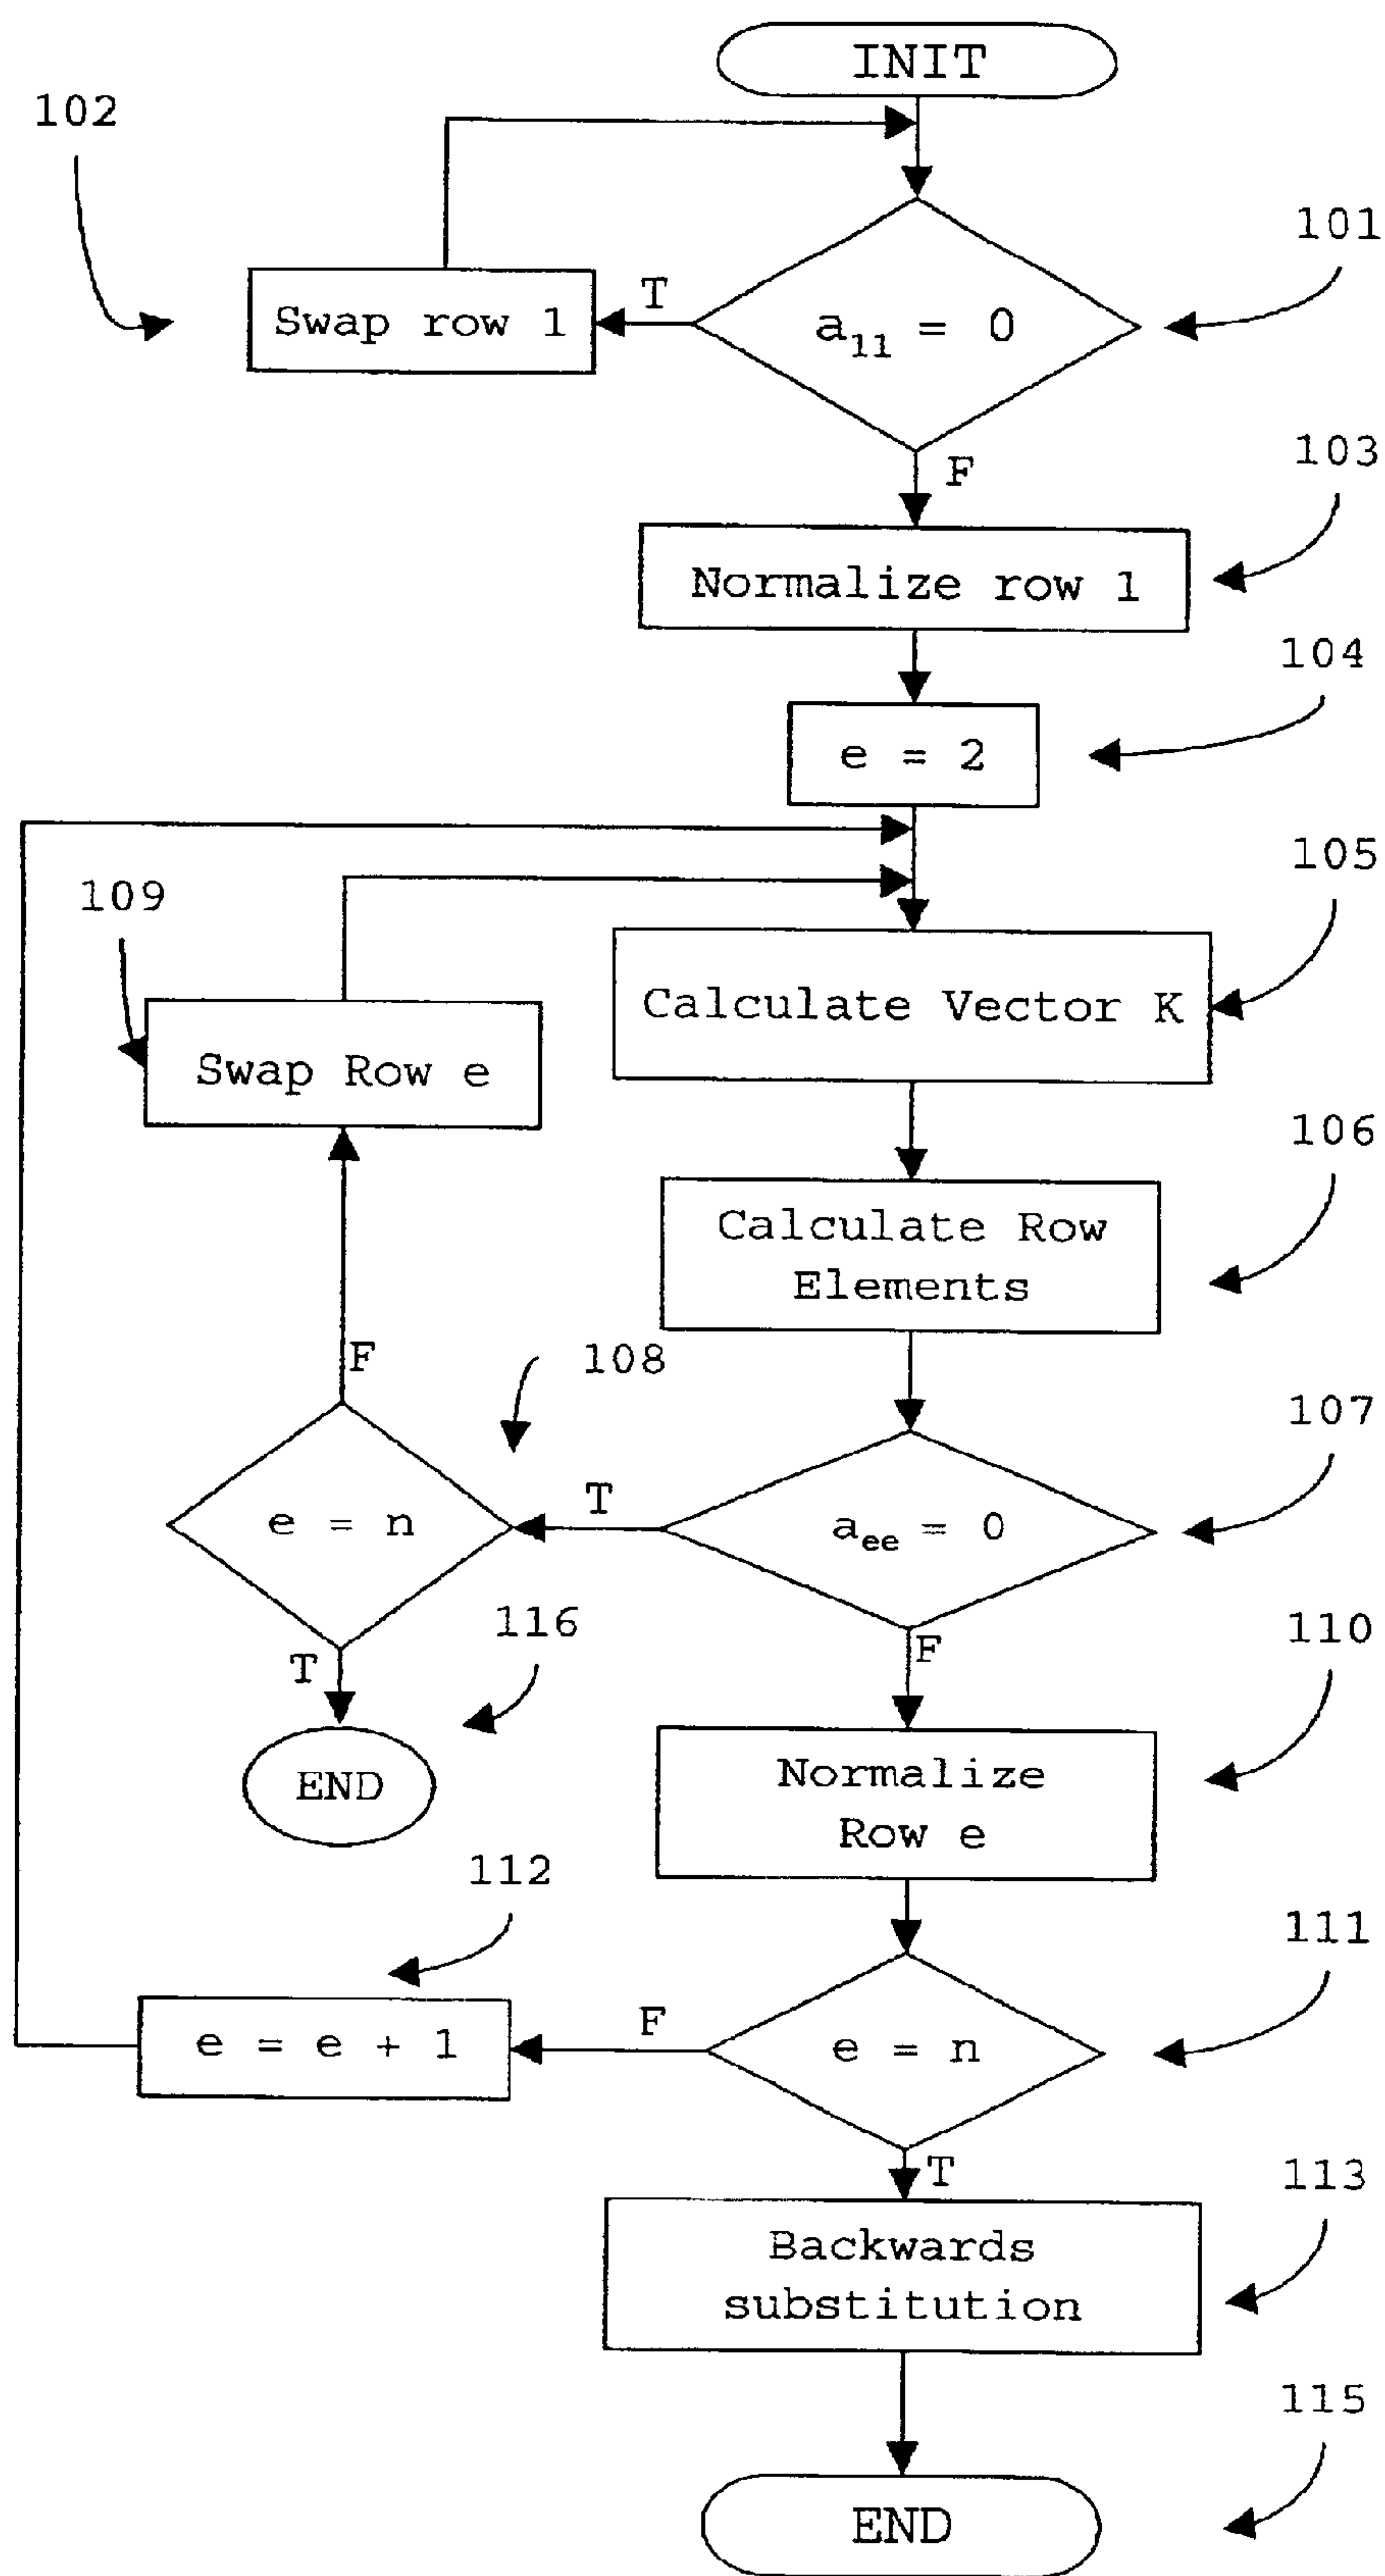 INIT
102
101
T
Swap row 1
a₁₁ = 0
F
103
Normalize row 1
104
e = 2
105
109
Calculate Vector K
Swap Row e
106
Calculate Row
Elements
F
108
107
T
e = n
aₑₑ = 0
116
110
T
F
END
Normalize
Row e
112
111
F
e = e + 1
e = n
T
113
Backwards
substitution
115
END